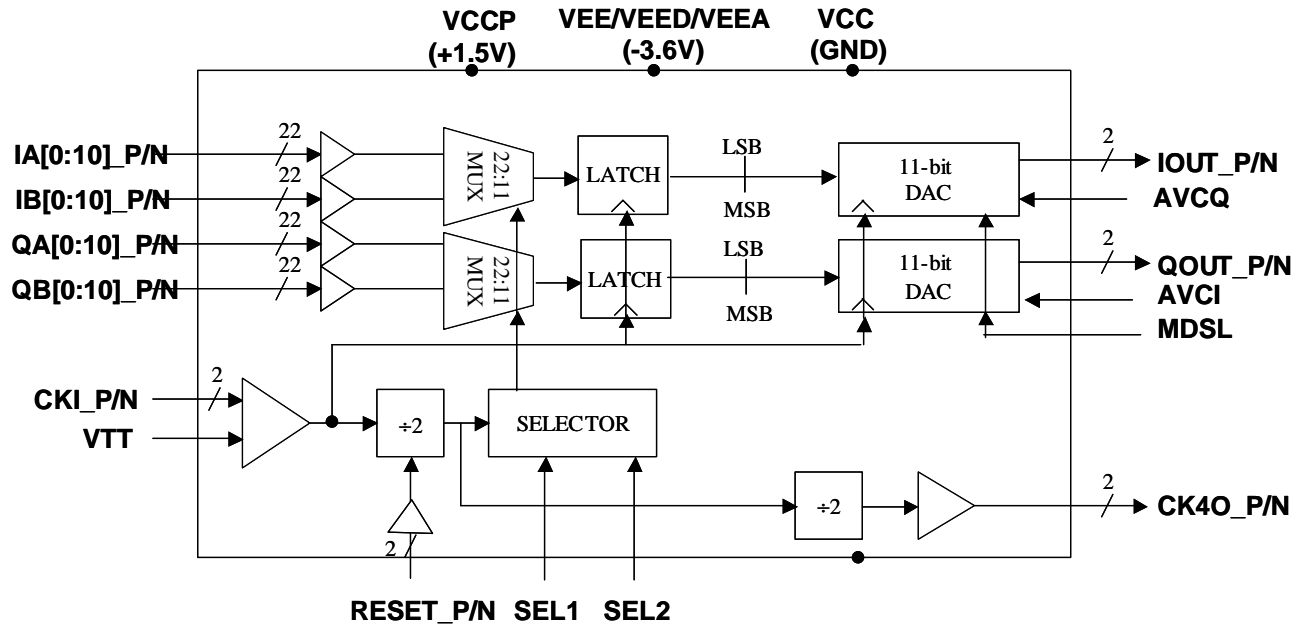 VCCP
(+1.5V)
VEE/VEED/VEEA
(-3.6V)
VCC
(GND)
IA[0:10]_P/N
22
IB[0:10]_P/N
22
QA[0:10]_P/N
22
QB[0:10]_P/N
22
22:11
MUX
22:11
MUX
LATCH
LATCH
LSB
MSB
LSB
MSB
11-bit
DAC
11-bit
DAC
2
IOUT_P/N
AVCQ
2
QOUT_P/N
AVCI
MDSL
CKI_P/N
2
VTT
÷2
SELECTOR
÷2
2
CK4O_P/N
2
RESET_P/N
SEL1
SEL2